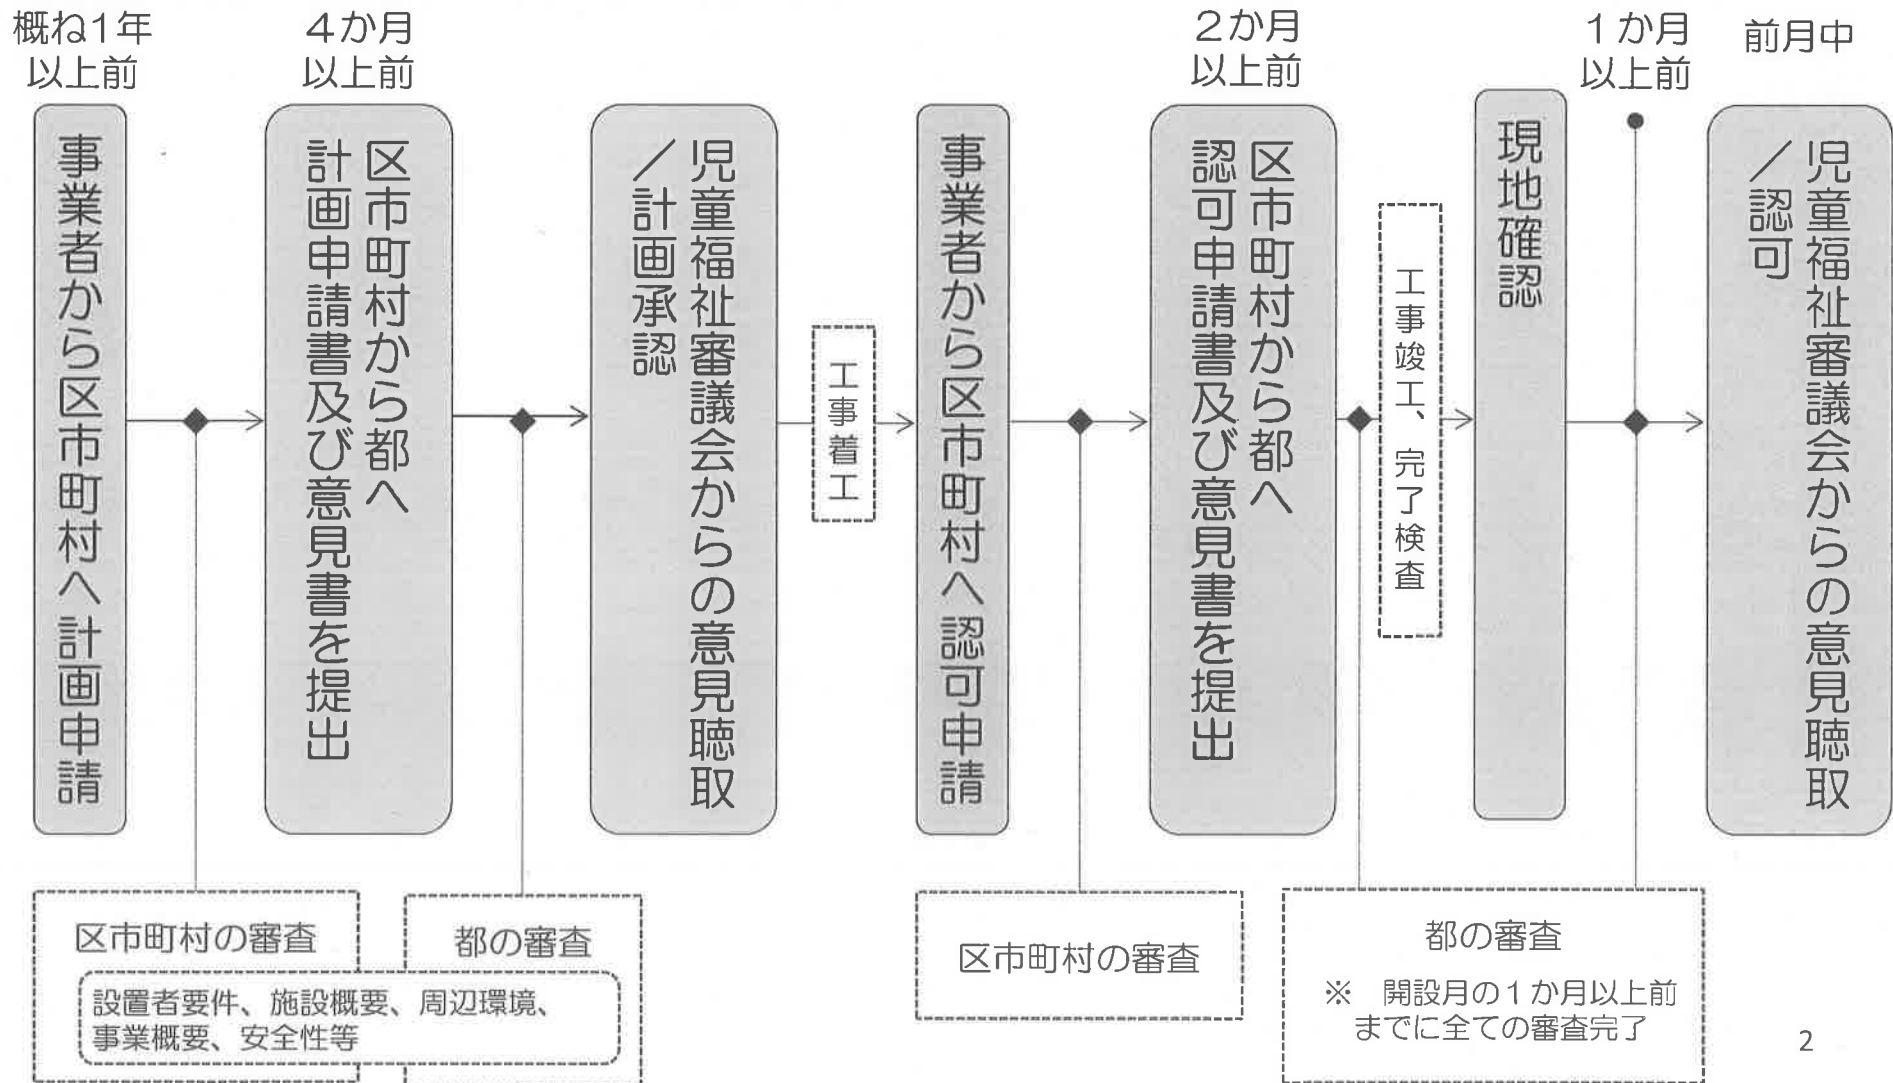 概ね1年
以上前
4か月
以上前
2か月
以上前
1か月
以上前
前月中
事業者から区市町村へ計画申請
区市町村から都へ
計画申請書及び意見書を提出
児童福祉審議会からの意見聴取
／計画承認
工事着工
事業者から区市町村へ認可申請
区市町村から都へ
認可申請書及び意見書を提出
工事竣工、完了検査
現地確認
児童福祉審議会からの意見聴取
／認可
区市町村の審査
都の審査
設置者要件、施設概要、周辺環境、
事業概要、安全性等
区市町村の審査
都の審査
※　開設月の1か月以上前
までに全ての審査完了
2